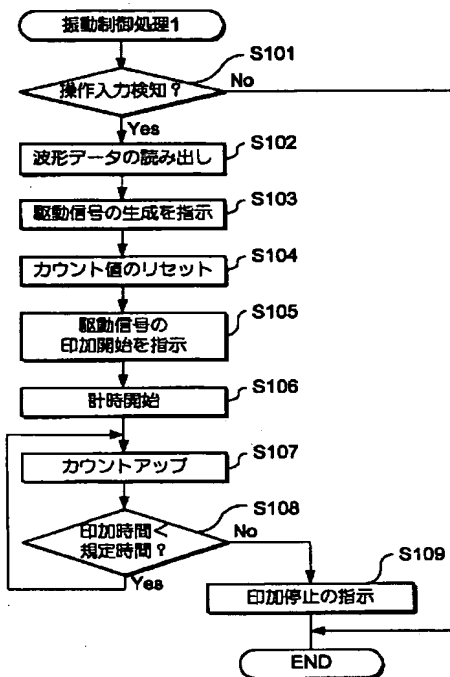 振動制御処理1
S101
操作入力検知?
No
Yes
S102
波形データの読み出し
S103
駆動信号の生成を指示
S104
カウント値のリセット
S105
駆動信号の
印加開始を指示
S106
計時開始
S107
カウントアップ
S108
印加時間<
規定時間?
No
Yes
S109
印加停止の指示
END